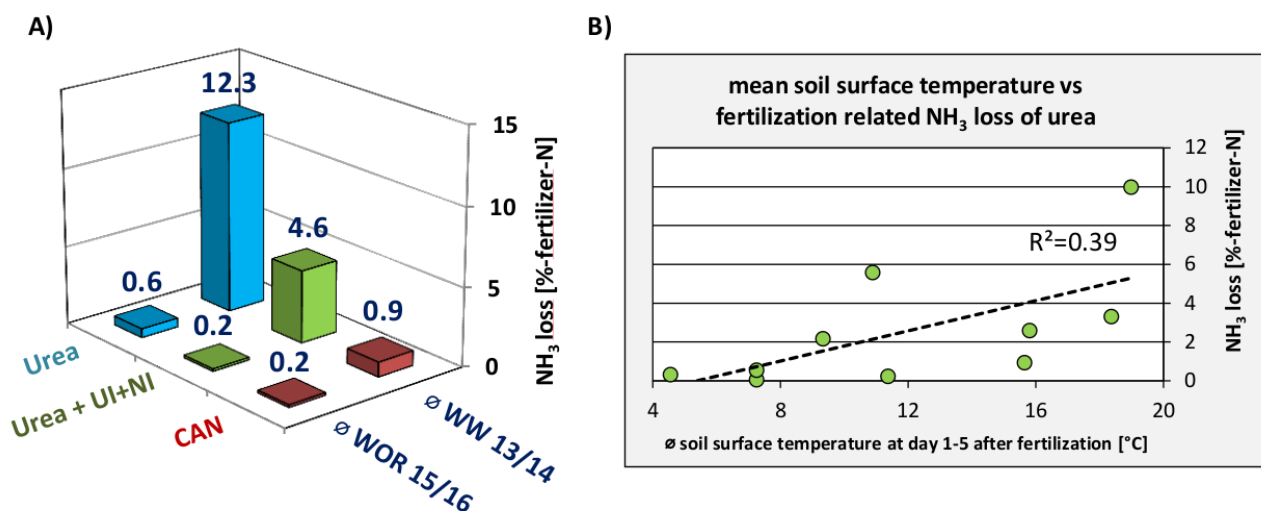 A)
12.3
4.6
0.9
0.6
0.2
0.2
15
10
5
0
NH₃ loss [%-fertilizer-N]
Urea
Urea + UI+NI
CAN
ø WOR 15/16
ø WW 13/14
B)
mean soil surface temperature vs
fertilization related NH₃ loss of urea
R²=0.39
12
10
8
6
4
2
0
NH₃ loss [%-fertilizer-N]
4 8 12 16 20
ø soil surface temperature at day 1-5 after fertilization [°C]